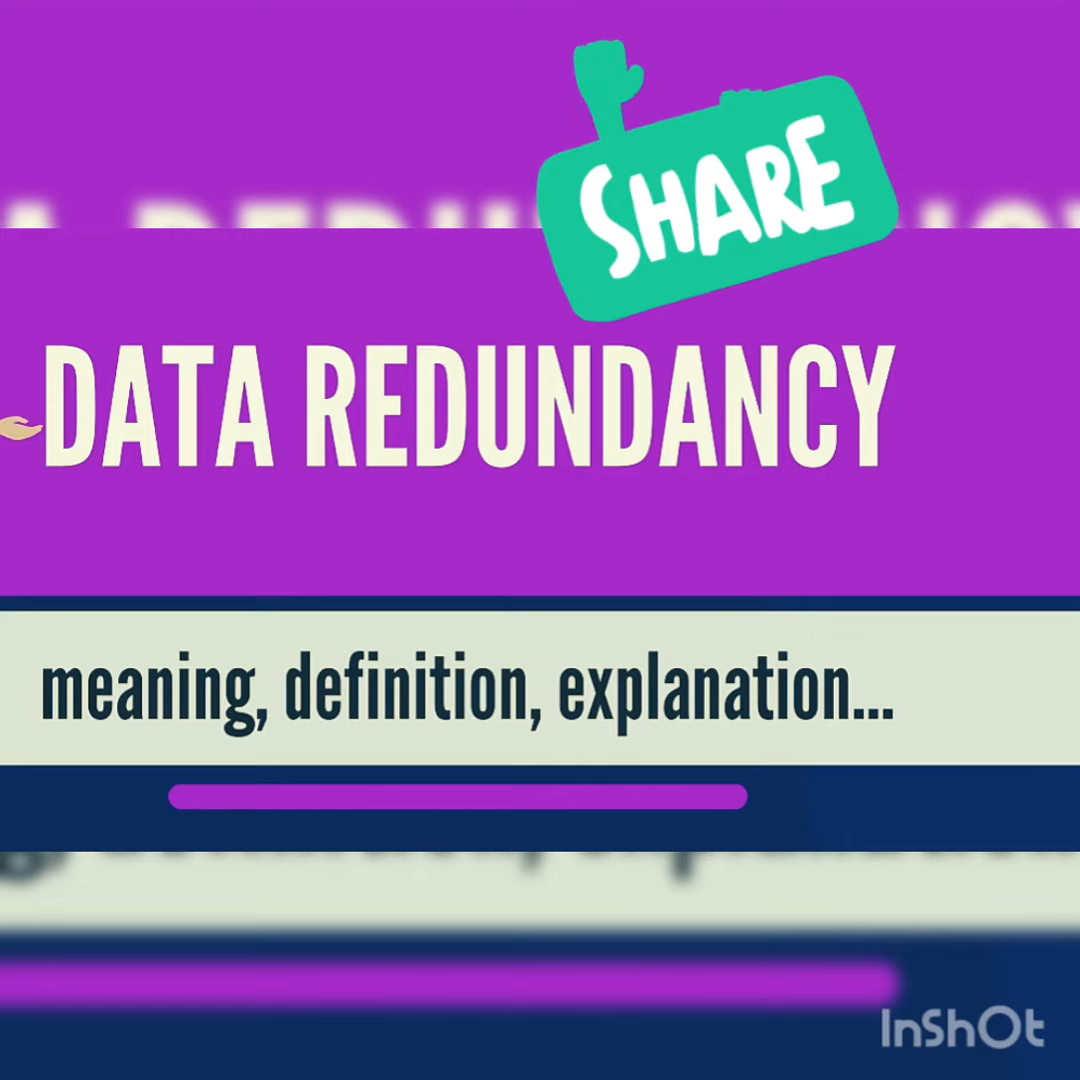 SHARE
DATA REDUNDANCY
meaning, definition, explanation...
InShOt